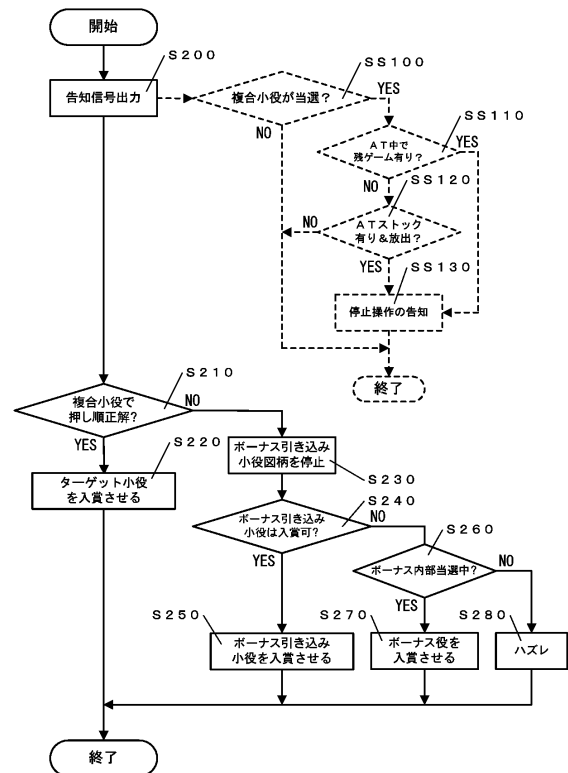 開始
S200
告知信号出力
SS100
複合小役が当選?
YES
NO
SS110
AT中で
残ゲーム有り?
YES
NO
SS120
ATストック
有り&放出?
NO
YES
SS130
停止操作の告知
終了
S210
複合小役で
押し順正解?
NO
YES
S220
ターゲット小役
を入賞させる
ボーナス引き込み
小役図柄を停止
S230
S240
ボーナス引き込み
小役は入賞可?
NO
YES
S260
ボーナス内部当選中?
NO
YES
S250
ボーナス引き込み
小役を入賞させる
S270
ボーナス役を
入賞させる
S280
ハズレ
終了